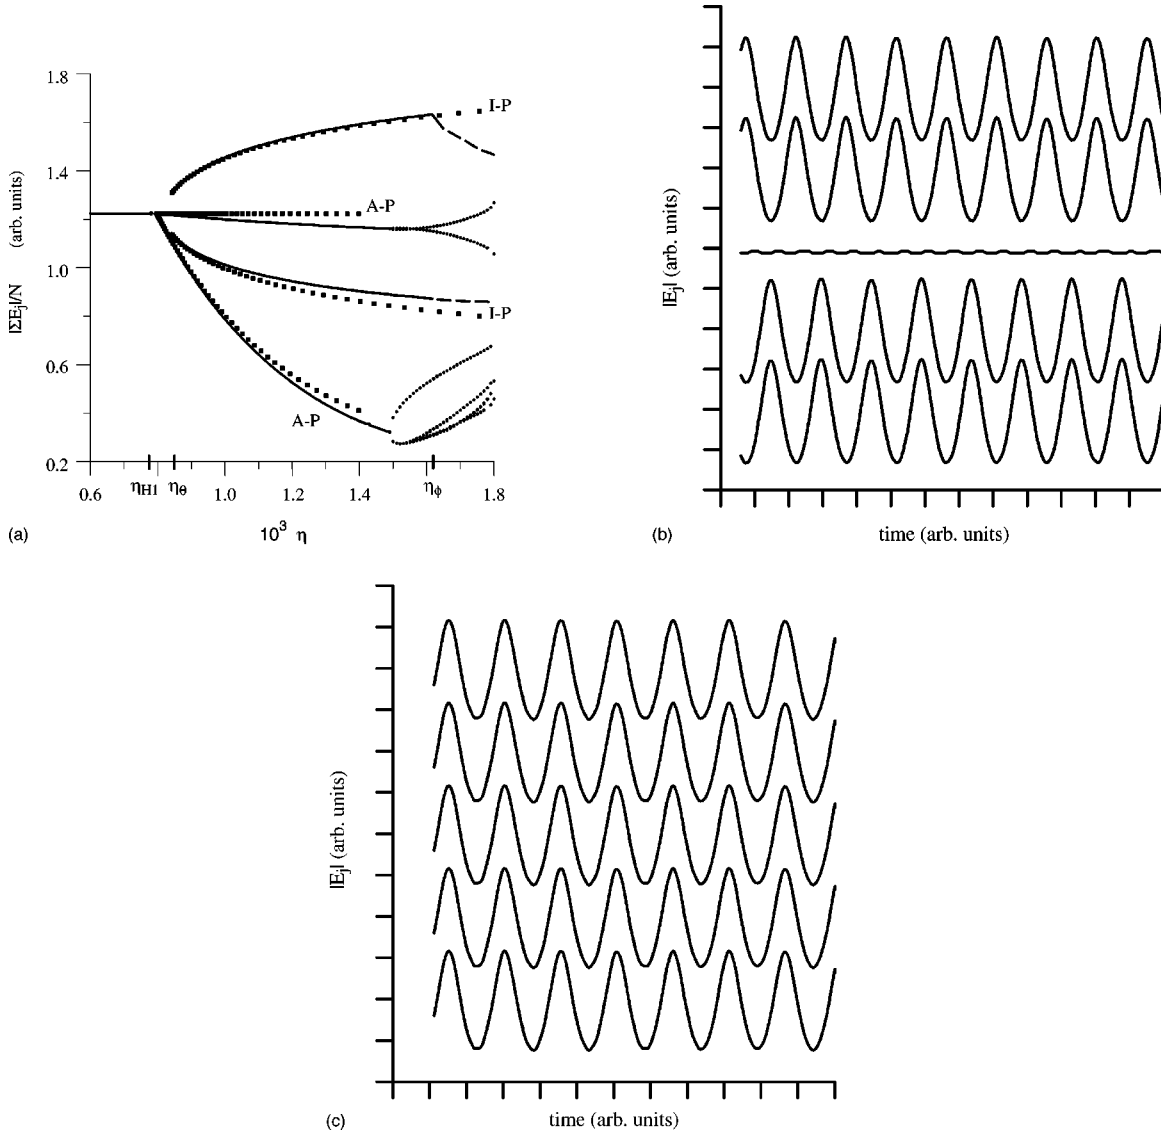 (a)
|ΣEj|/N (arb. units)
1.8
1.4
1.0
0.6
0.2
I-P
A-P
I-P
A-P
0.6
ηH1
ηθ
1.0
1.2
1.4
ηϕ
1.8
10³ η
(b)
|Ej| (arb. units)
time (arb. units)
(c)
|Ej| (arb. units)
time (arb. units)